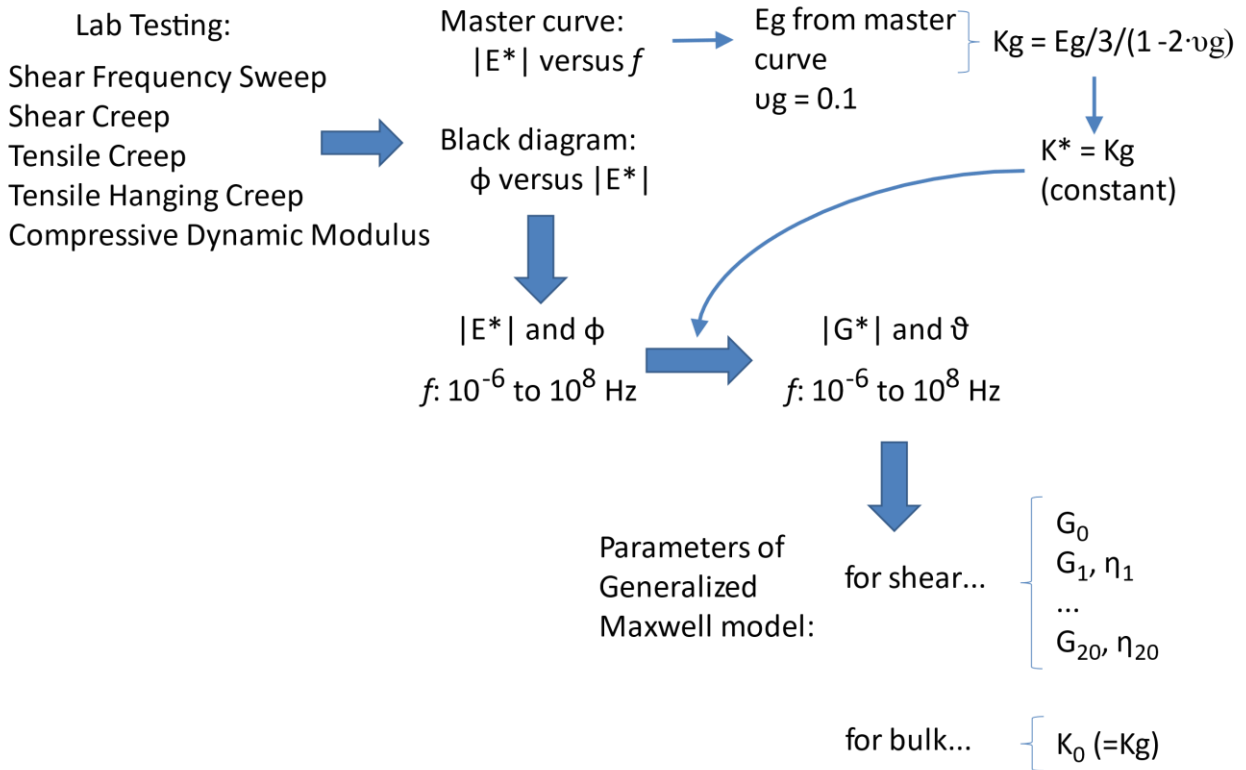 Lab Testing:
Shear Frequency Sweep
Shear Creep
Tensile Creep
Tensile Hanging Creep
Compressive Dynamic Modulus
Master curve:
|E*| versus f
Black diagram:
ϕ versus |E*|
Eg from master
curve
υg = 0.1
Kg = Eg/3/(1 -2·υg)
K* = Kg
(constant)
|E*| and ϕ
f: 10⁻⁶ to 10⁸ Hz
|G*| and ϑ
f: 10⁻⁶ to 10⁸ Hz
Parameters of
Generalized
Maxwell model:
for shear...
G₀
G₁, η₁
...
G₂₀, η₂₀
for bulk...
K₀ (=Kg)